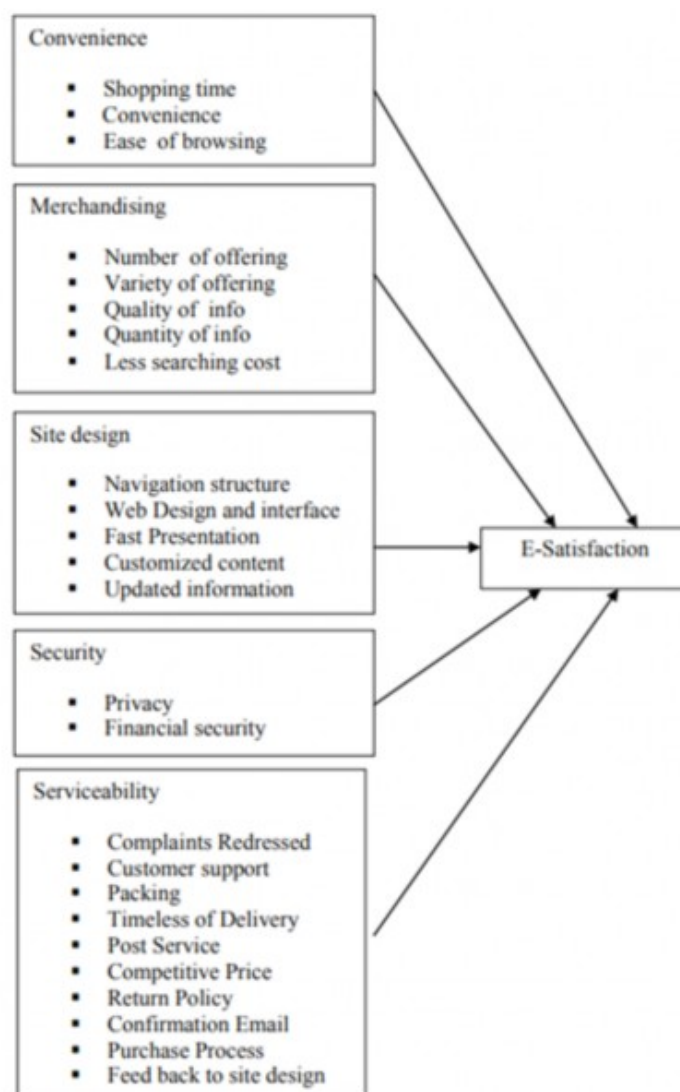 Convenience
▪ Shopping time
▪ Convenience
▪ Ease of browsing
Merchandising
▪ Number of offering
▪ Variety of offering
▪ Quality of info
▪ Quantity of info
▪ Less searching cost
Site design
▪ Navigation structure
▪ Web Design and interface
▪ Fast Presentation
▪ Customized content
▪ Updated information
E-Satisfaction
Security
▪ Privacy
▪ Financial security
Serviceability
▪ Complaints Redressed
▪ Customer support
▪ Packing
▪ Timeless of Delivery
▪ Post Service
▪ Competitive Price
▪ Return Policy
▪ Confirmation Email
▪ Purchase Process
▪ Feed back to site design